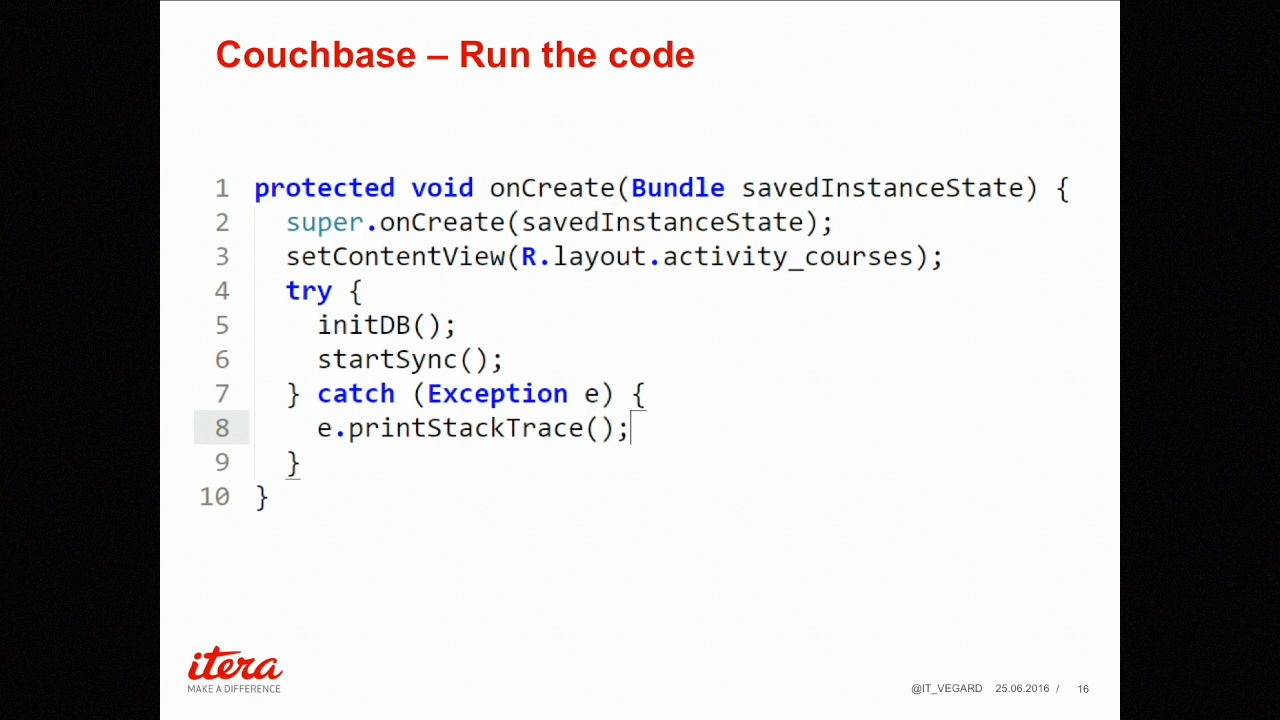 Couchbase – Run the code
1 protected void onCreate(Bundle savedInstanceState) {
2 super.onCreate(savedInstanceState);
3 setContentView(R.layout.activity_courses);
4 try {
5 initDB();
6 startSync();
7 } catch (Exception e) {
8 e.printStackTrace();
9 }
10 }
itera
MAKE A DIFFERENCE
@IT_VEGARD 25.06.2016 / 16